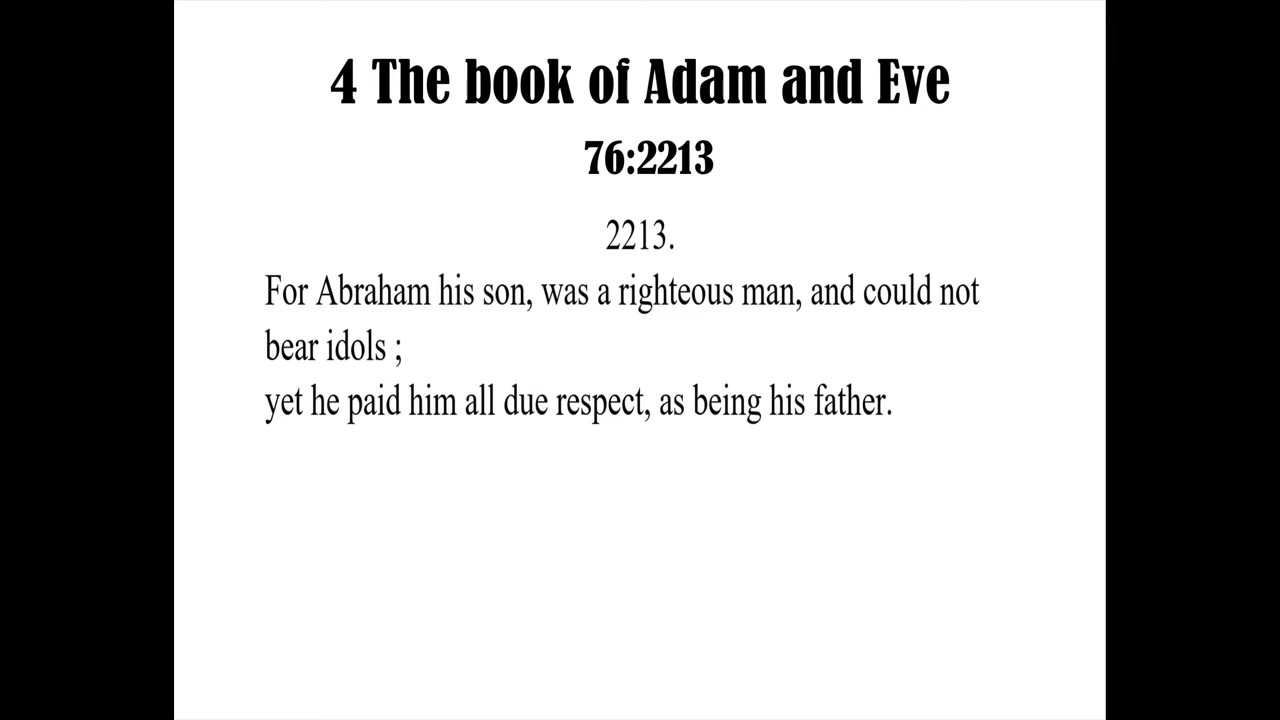 4 The book of Adam and Eve
76:2213
2213.
For Abraham his son, was a righteous man, and could not
bear idols ;
yet he paid him all due respect, as being his father.